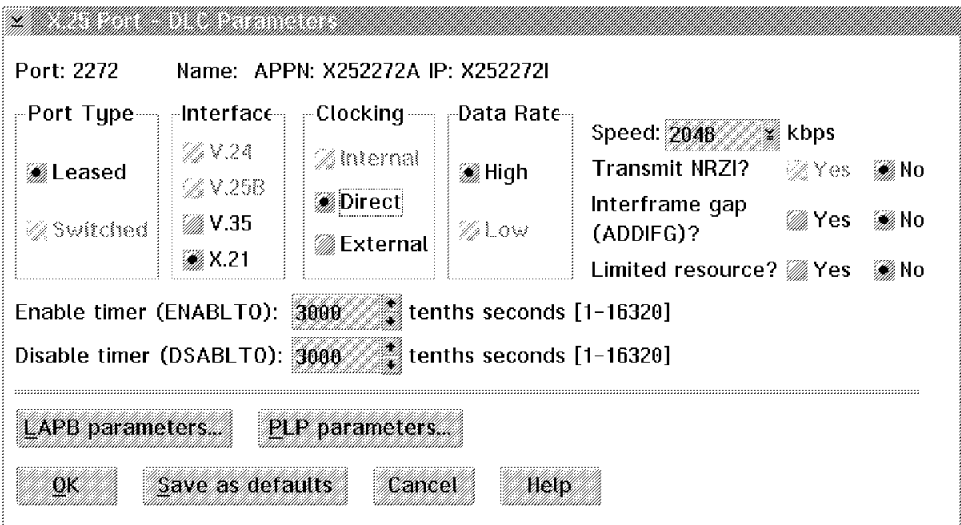 X.25 Port - DLC Parameters
Port: 2272 Name: APPN: X252272A IP: X252272I
Port Type
Leased
Switched
Interface
V.24
V.25B
V.35
X.21
Clocking
Internal
Direct
External
Data Rate
High
Low
Speed: 2048 kbps
Transmit NRZI? Yes No
Interframe gap
(ADDIFG)? Yes No
Limited resource? Yes No
Enable timer (ENABLTO): 3000 tenths seconds [1-16320]
Disable timer (DSABLTO): 3000 tenths seconds [1-16320]
LAPB parameters... PLP parameters...
OK Save as defaults Cancel Help